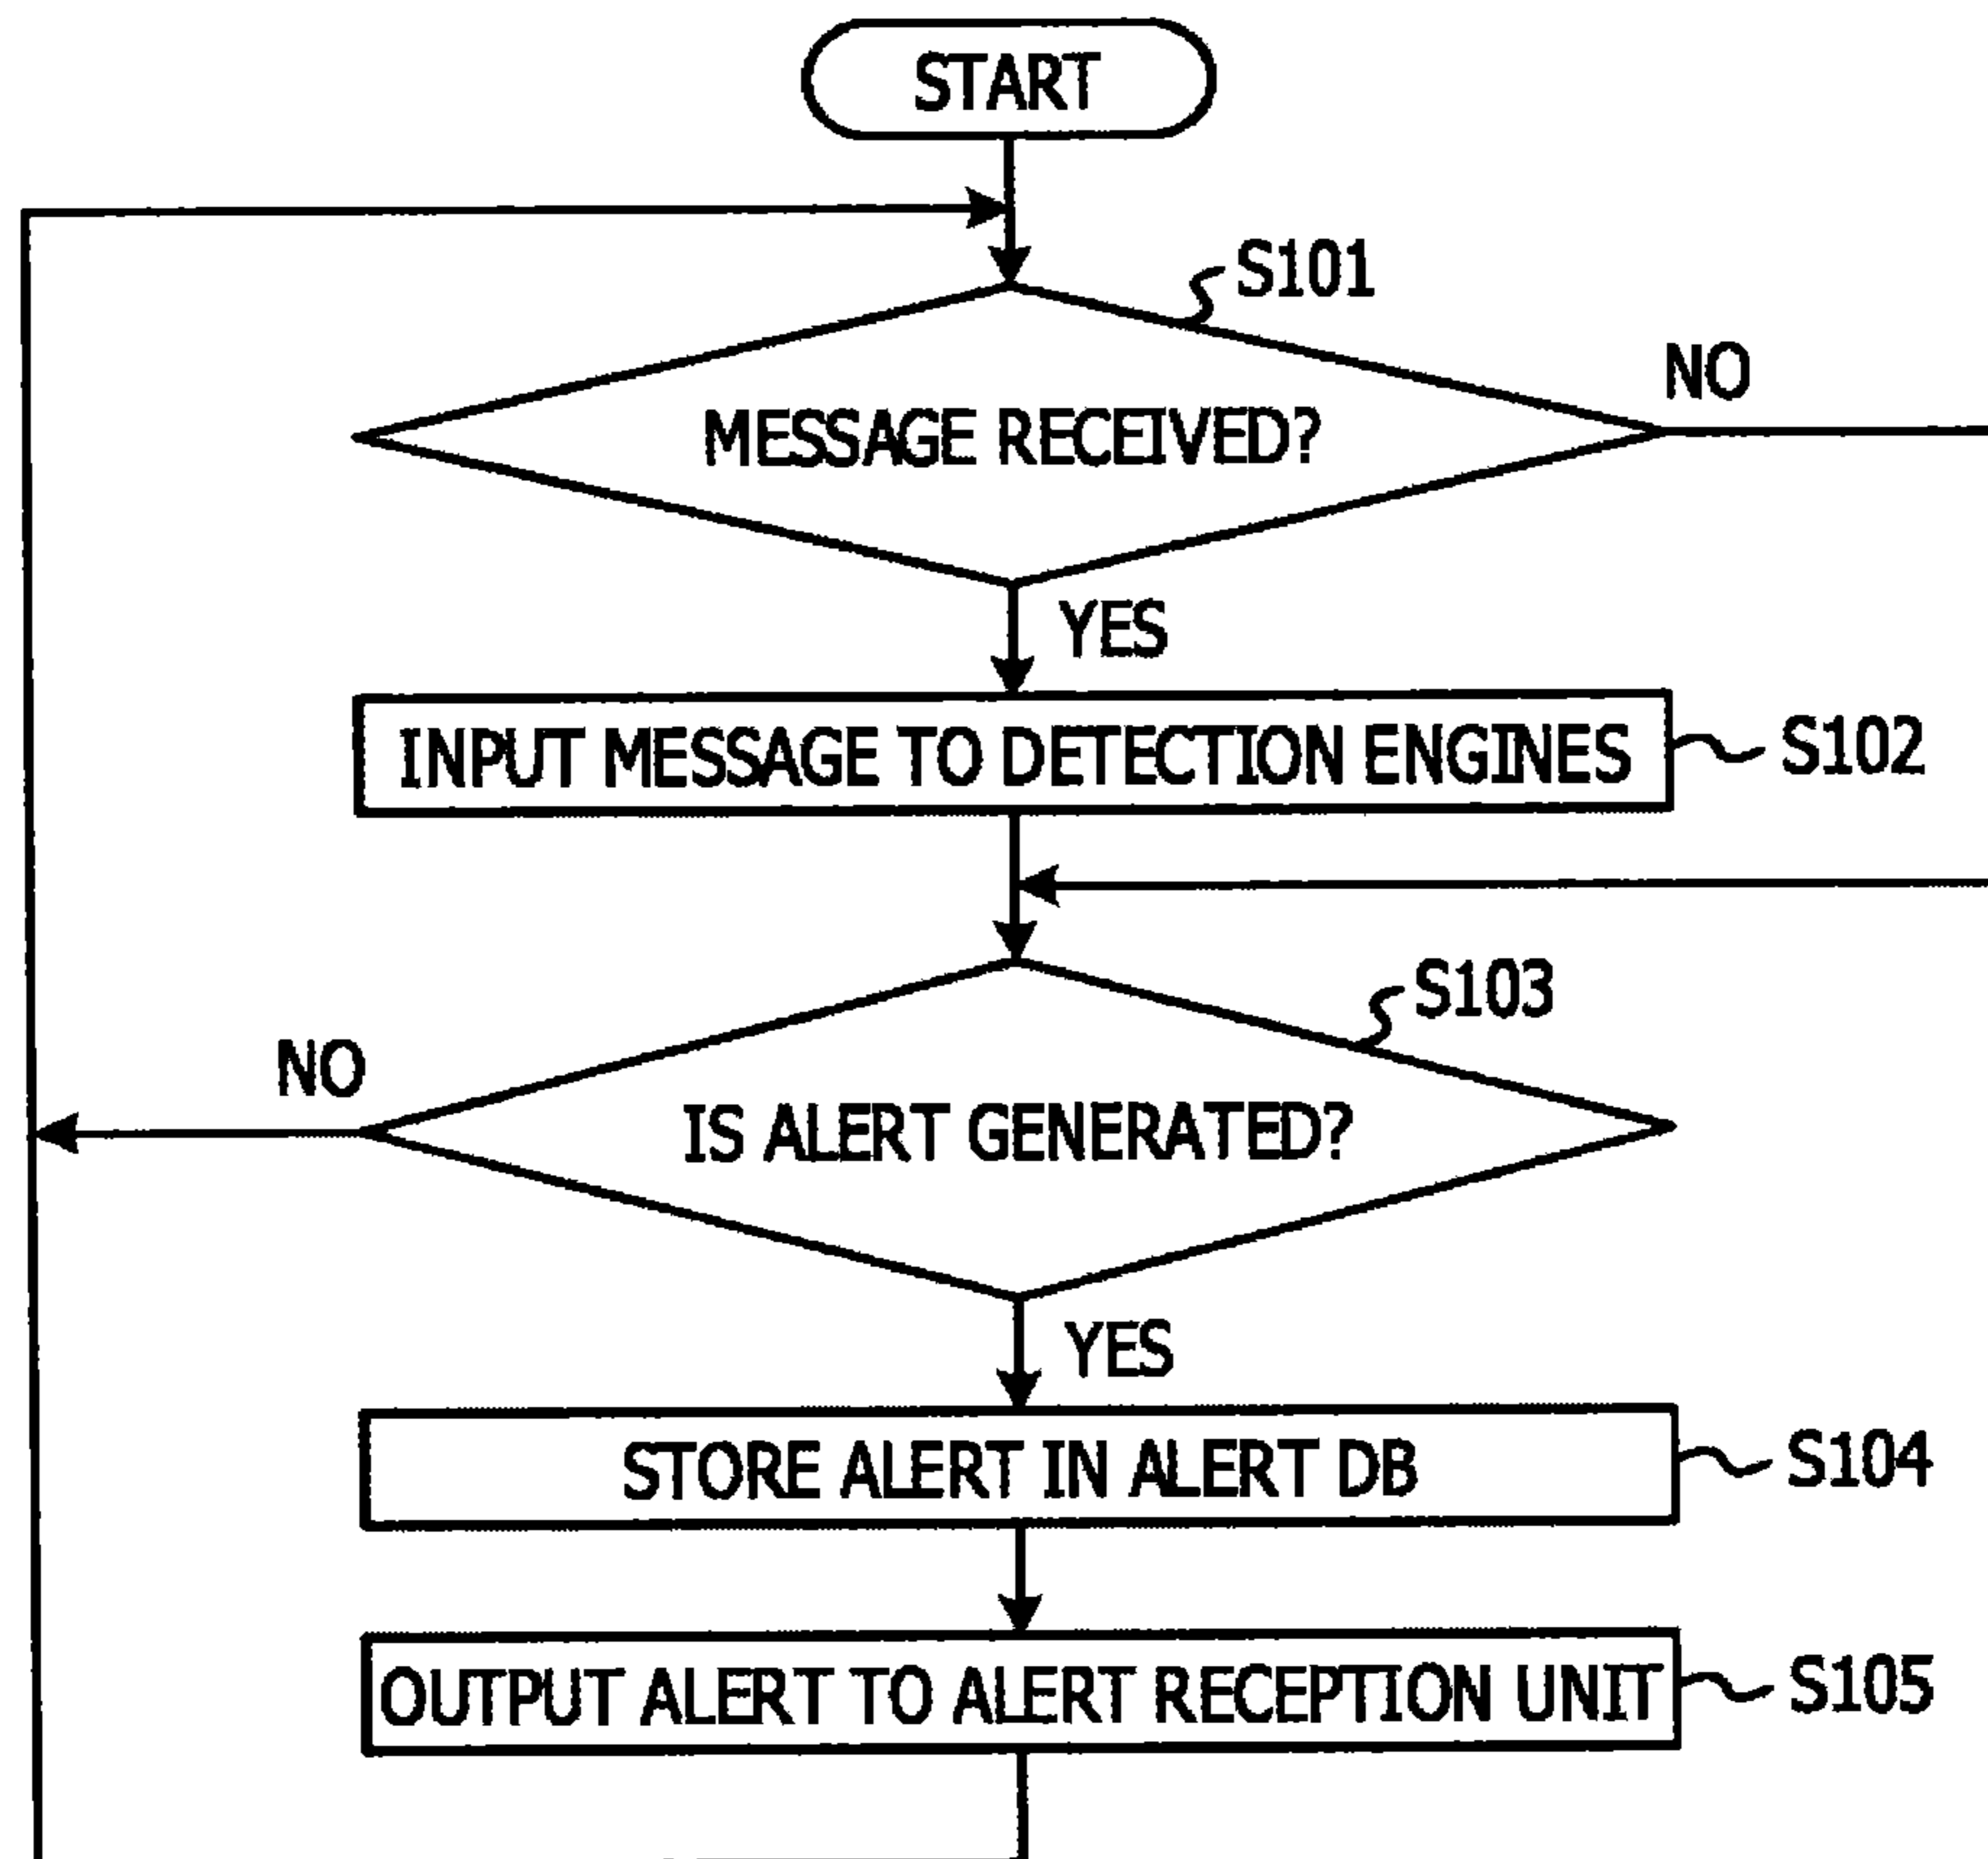 START
S101
NO
MESSAGE RECEIVED?
YES
INPUT MESSAGE TO DETECTION ENGINES
S102
S103
NO
IS ALERT GENERATED?
YES
STORE ALERT IN ALERT DB
S104
OUTPUT ALERT TO ALERT RECEPTION UNIT
S105